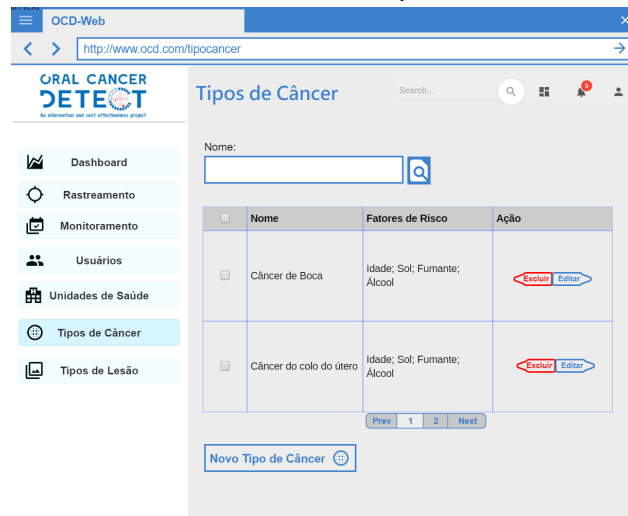 OCD-Web
http://www.ocd.com/tipocancer
ORAL CANCER
DETECT
An intervention and cost-effectiveness project
Tipos de Câncer
Search...
5
Nome:
Dashboard
Rastreamento
Monitoramento
Usuários
Unidades de Saúde
Tipos de Câncer
Tipos de Lesão
Nome Fatores de Risco Ação
Câncer de Boca
Idade; Sol; Fumante;
Álcool
Excluir Editar
Câncer do colo do útero
Idade; Sol; Fumante;
Álcool
Excluir Editar
Prev 1 2 Next
Novo Tipo de Câncer